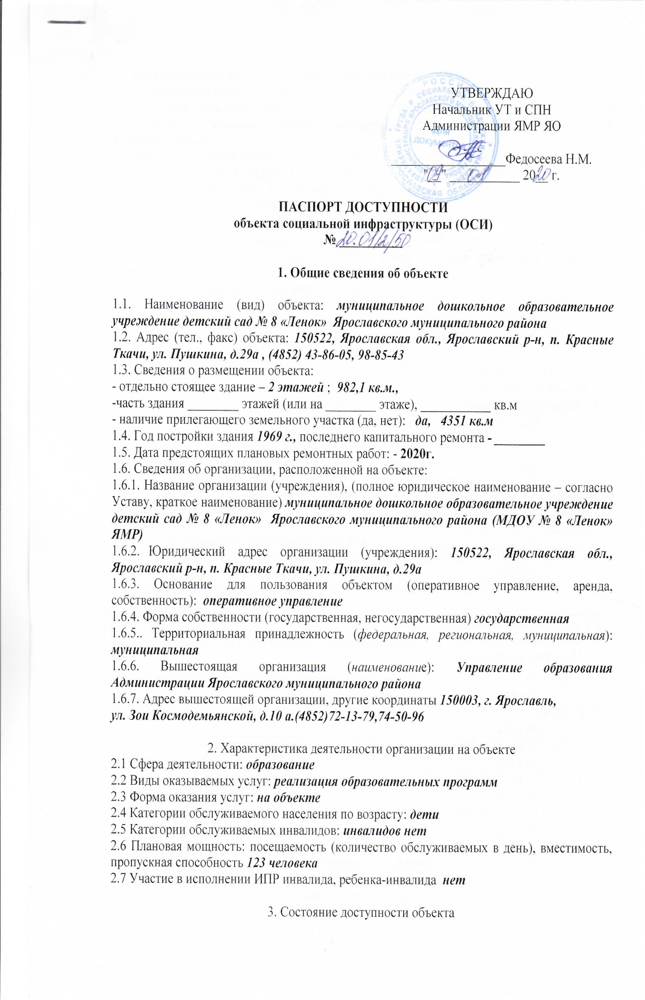 УТВЕРЖДАЮ
Начальник УТ и СПН
Администрации ЯМР ЯО
Для
документов
__________________Федосеева Н.М.
"09" 01 2020 г.
ПАСПОРТ ДОСТУПНОСТИ
объекта социальной инфраструктуры (ОСИ)
№ 20.01/2/50
1. Общие сведения об объекте
1.1. Наименование (вид) объекта: муниципальное дошкольное образовательное
учреждение детский сад № 8 «Ленок» Ярославского муниципального района
1.2. Адрес (тел., факс) объекта: 150522, Ярославская обл., Ярославский р-н, п. Красные
Ткачи, ул. Пушкина, д.29а , (4852) 43-86-05, 98-85-43
1.3. Сведения о размещении объекта:
- отдельно стоящее здание – 2 этажей ; 982,1 кв.м.,
-часть здания ________ этажей (или на ________ этаже), ___________ кв.м
- наличие прилегающего земельного участка (да, нет): да, 4351 кв.м
1.4. Год постройки здания 1969 г., последнего капитального ремонта - ________
1.5. Дата предстоящих плановых ремонтных работ: - 2020г.
1.6. Сведения об организации, расположенной на объекте:
1.6.1. Название организации (учреждения), (полное юридическое наименование – согласно
Уставу, краткое наименование) муниципальное дошкольное образовательное учреждение
детский сад № 8 «Ленок» Ярославского муниципального района (МДОУ № 8 «Ленок»
ЯМР)
1.6.2. Юридический адрес организации (учреждения): 150522, Ярославская обл.,
Ярославский р-н, п. Красные Ткачи, ул. Пушкина, д.29а
1.6.3. Основание для пользования объектом (оперативное управление, аренда,
собственность): оперативное управление
1.6.4. Форма собственности (государственная, негосударственная) государственная
1.6.5.. Территориальная принадлежность (федеральная, региональная, муниципальная):
муниципальная
1.6.6. Вышестоящая организация (наименование): Управление образования
Администрации Ярославского муниципального района
1.6.7. Адрес вышестоящей организации, другие координаты 150003, г. Ярославль,
ул. Зои Космодемьянской, д.10 а.(4852)72-13-79,74-50-96
2. Характеристика деятельности организации на объекте
2.1 Сфера деятельности: образование
2.2 Виды оказываемых услуг: реализация образовательных программ
2.3 Форма оказания услуг: на объекте
2.4 Категории обслуживаемого населения по возрасту: дети
2.5 Категории обслуживаемых инвалидов: инвалидов нет
2.6 Плановая мощность: посещаемость (количество обслуживаемых в день), вместимость,
пропускная способность 123 человека
2.7 Участие в исполнении ИПР инвалида, ребенка-инвалида нет
3. Состояние доступности объекта